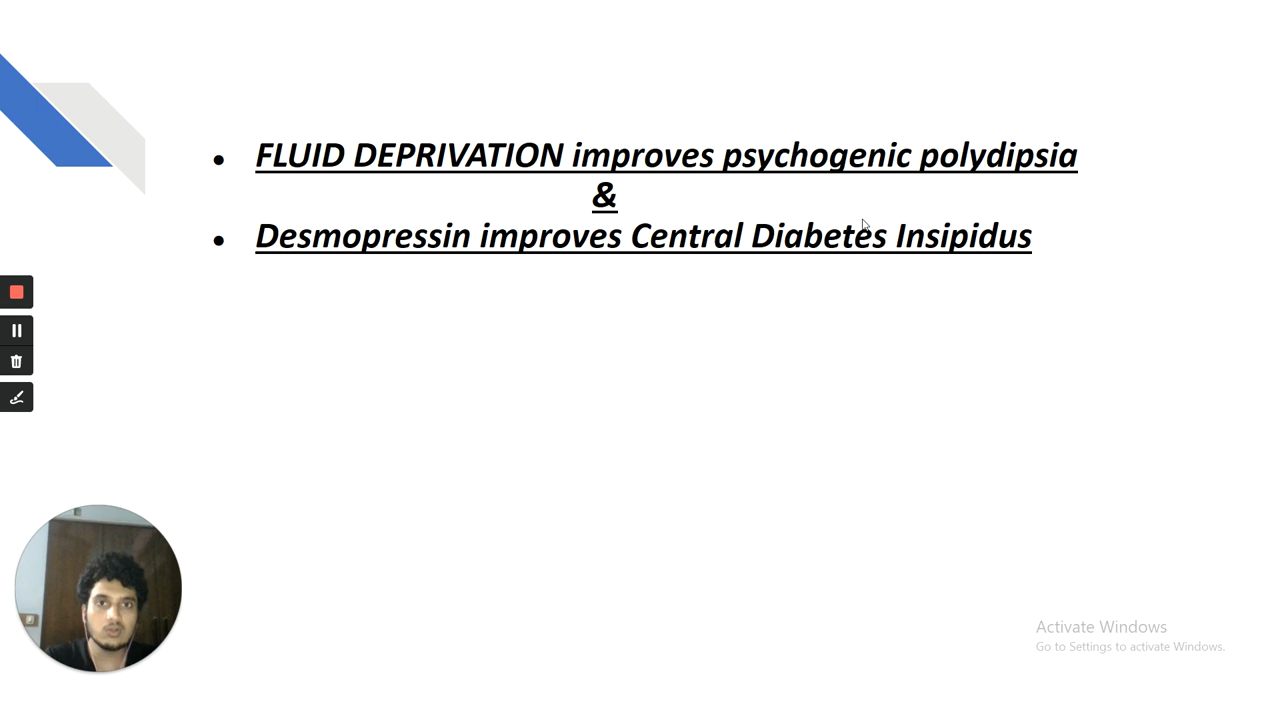 • FLUID DEPRIVATION improves psychogenic polydipsia
&
• Desmopressin improves Central Diabetes Insipidus
Activate Windows
Go to Settings to activate Windows.